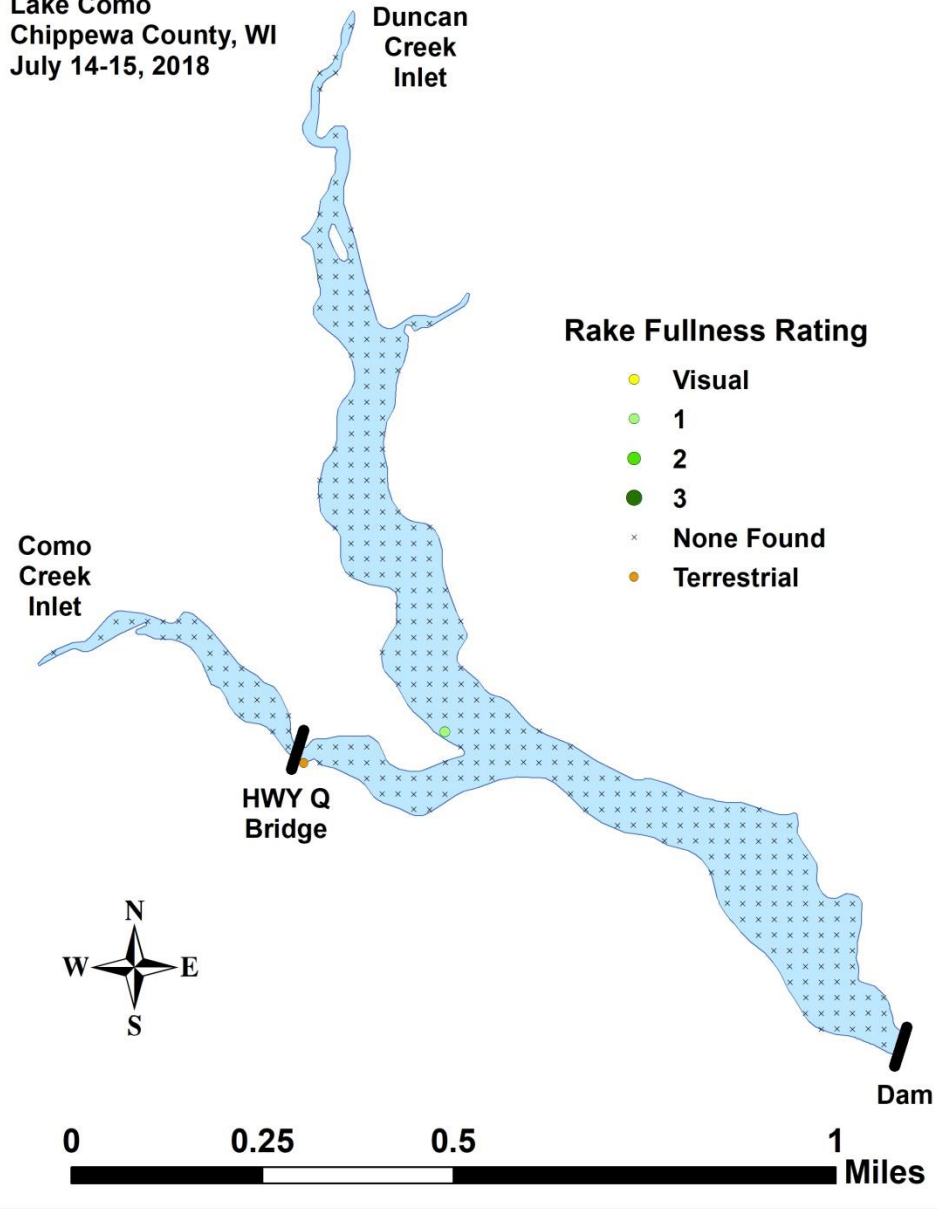 Lake Como
Chippewa County, WI
July 14-15, 2018
Duncan
Creek
Inlet
Rake Fullness Rating
Visual
1
2
3
None Found
Terrestrial
Como
Creek
Inlet
HWY Q
Bridge
N
W
E
S
Dam
0
0.25
0.5
1
Miles